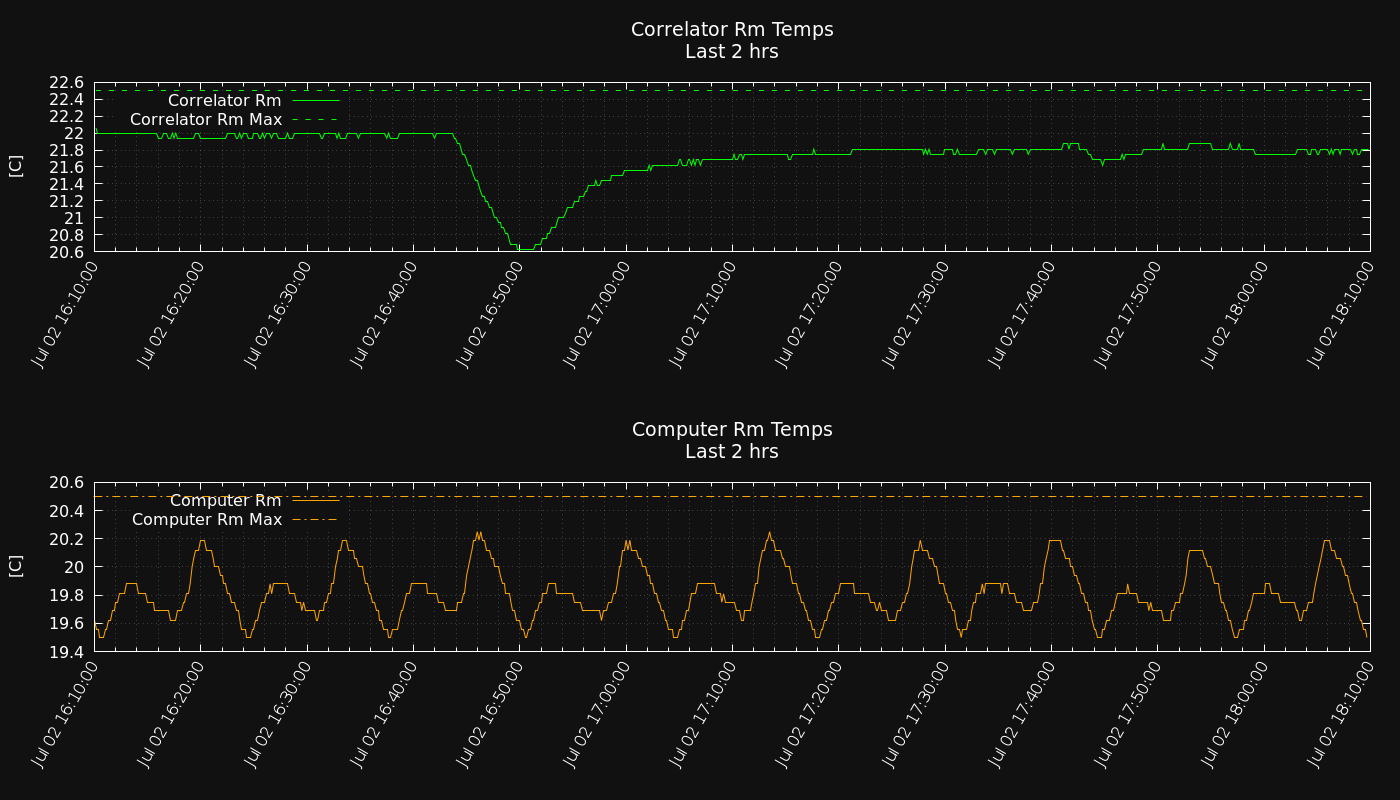 Correlator Rm Temps
Last 2 hrs
22.6
22.4
22.2
22
21.8
21.6
21.4
21.2
21
20.8
20.6
[C]
Correlator Rm
Correlator Rm Max
Jul 02 16:10:00
Jul 02 16:20:00
Jul 02 16:30:00
Jul 02 16:40:00
Jul 02 16:50:00
Jul 02 17:00:00
Jul 02 17:10:00
Jul 02 17:20:00
Jul 02 17:30:00
Jul 02 17:40:00
Jul 02 17:50:00
Jul 02 18:00:00
Jul 02 18:10:00
Computer Rm Temps
Last 2 hrs
20.6
20.4
20.2
20
19.8
19.6
19.4
[C]
Computer Rm
Computer Rm Max
Jul 02 16:10:00
Jul 02 16:20:00
Jul 02 16:30:00
Jul 02 16:40:00
Jul 02 16:50:00
Jul 02 17:00:00
Jul 02 17:10:00
Jul 02 17:20:00
Jul 02 17:30:00
Jul 02 17:40:00
Jul 02 17:50:00
Jul 02 18:00:00
Jul 02 18:10:00